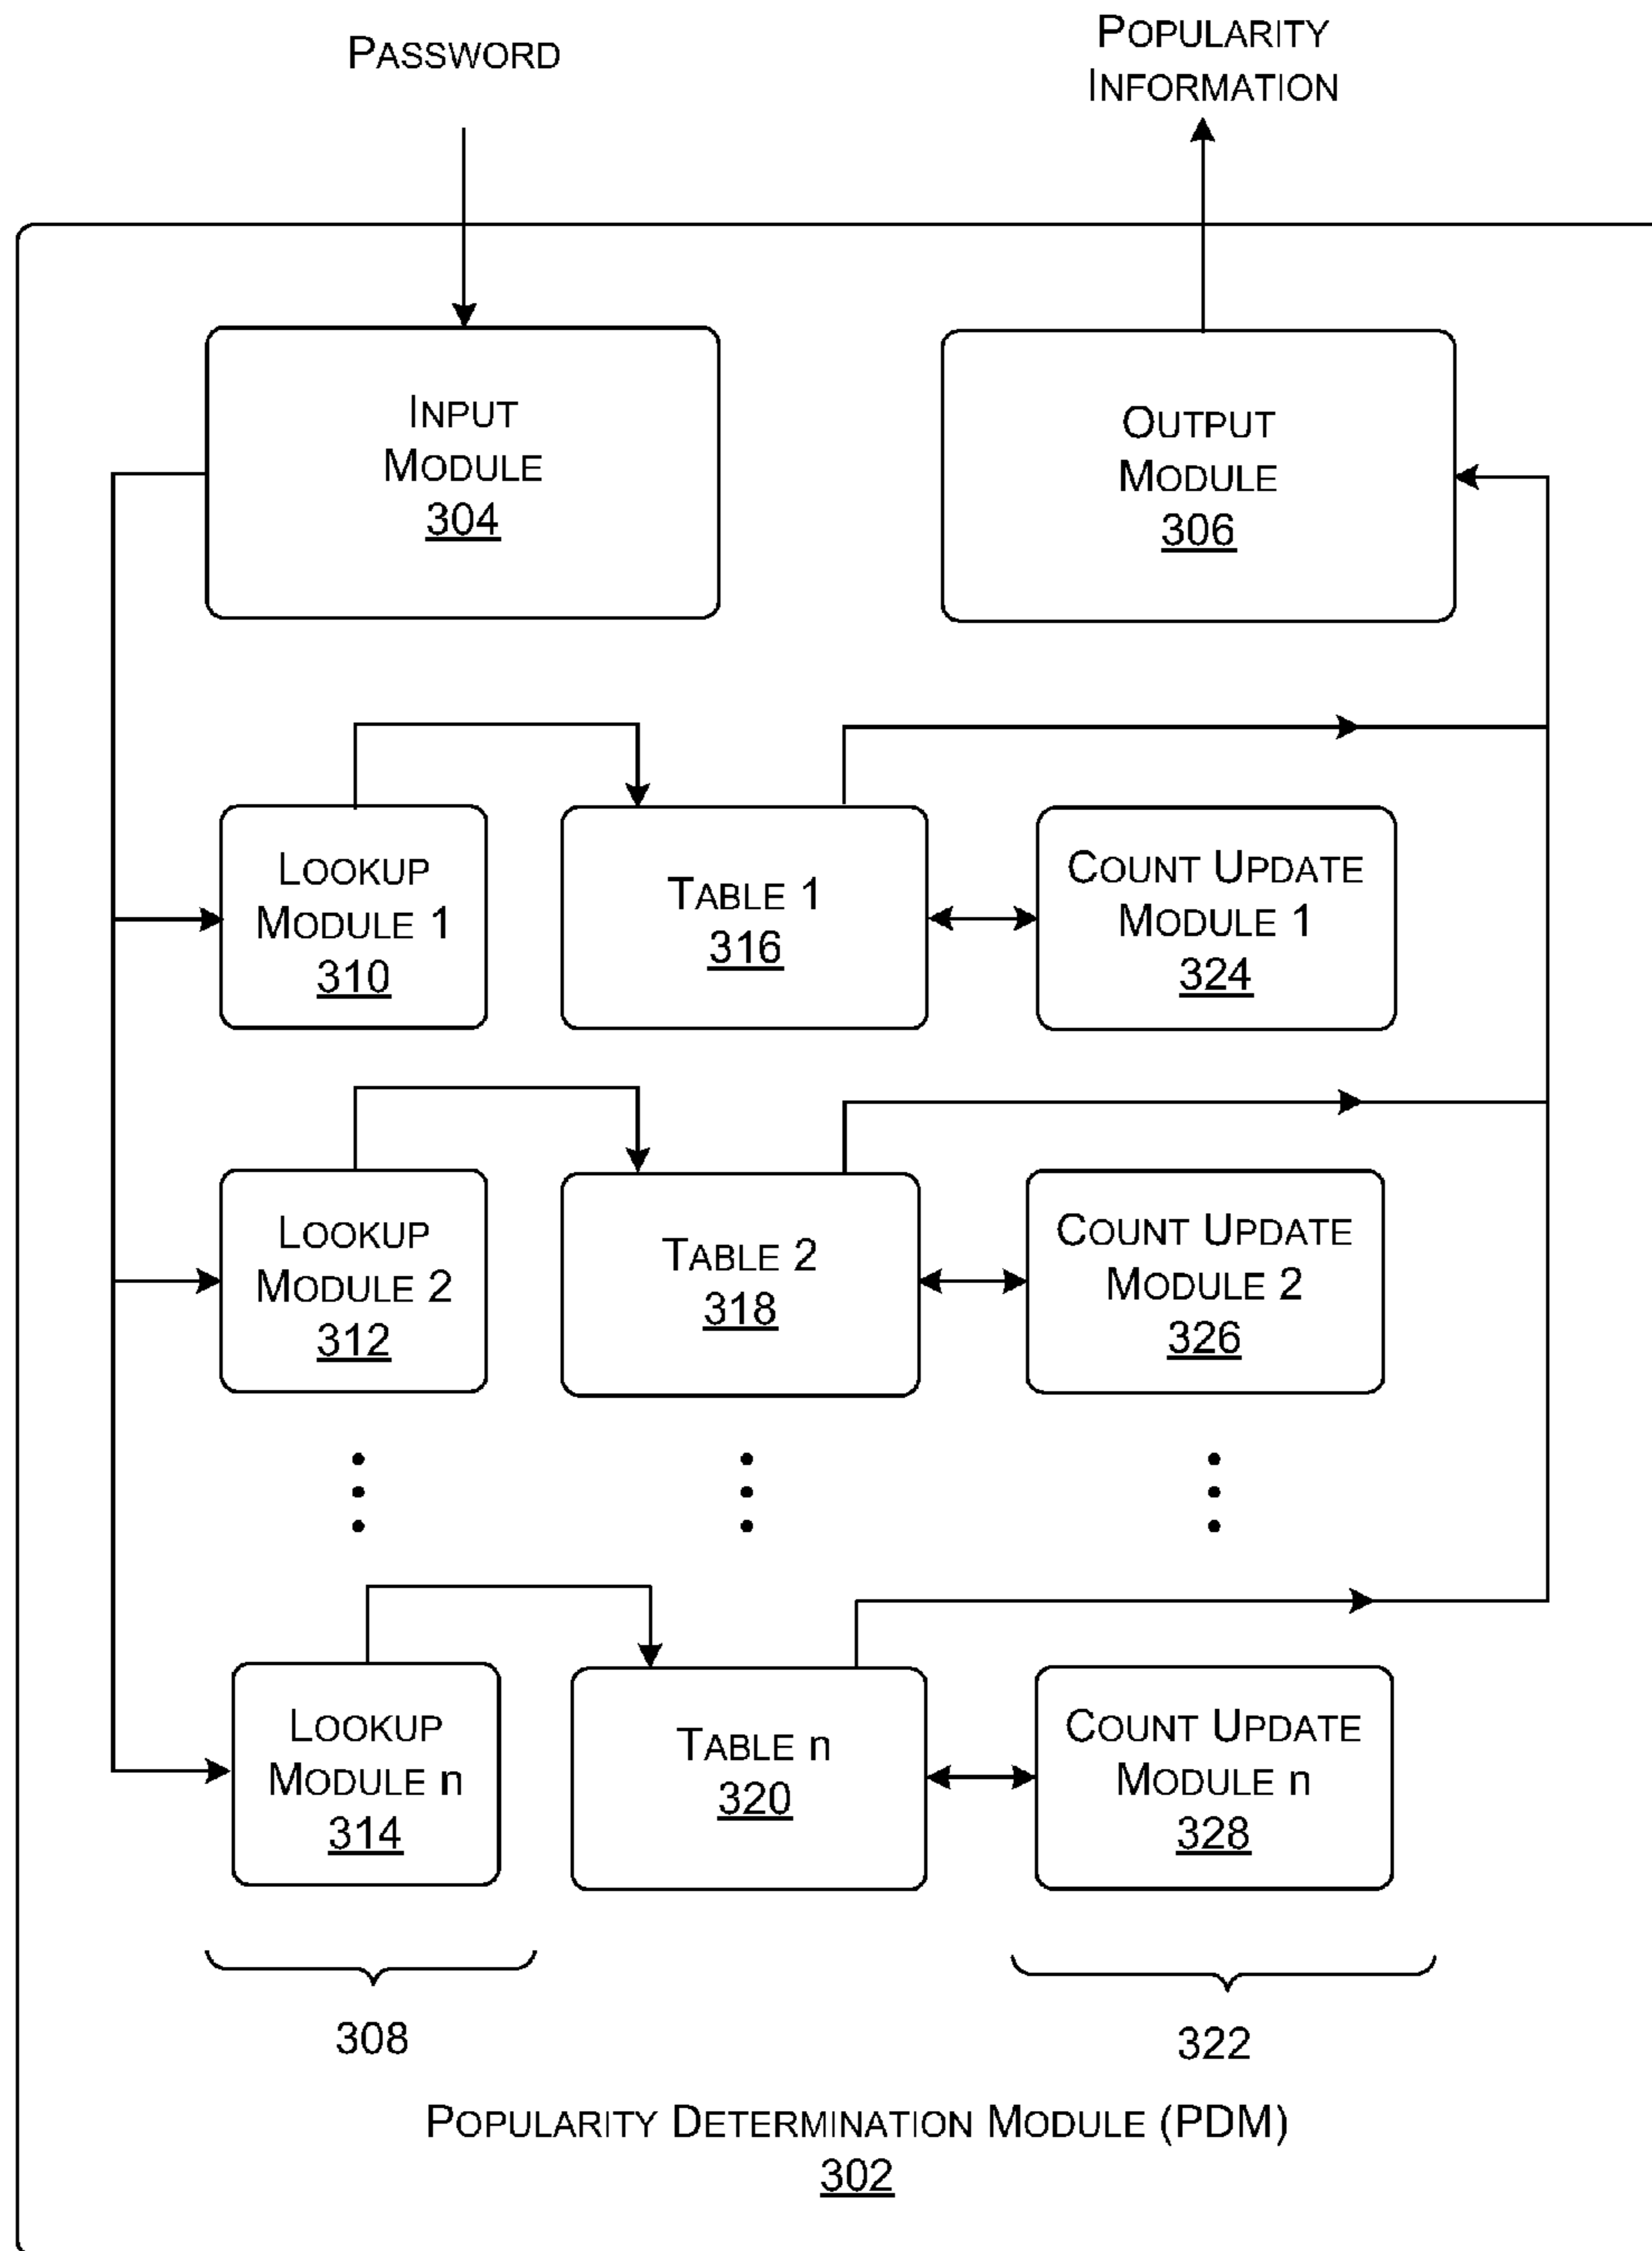 PASSWORD
POPULARITY
INFORMATION
INPUT
MODULE
304
OUTPUT
MODULE
306
LOOKUP
MODULE 1
310
TABLE 1
316
COUNT UPDATE
MODULE 1
324
LOOKUP
MODULE 2
312
TABLE 2
318
COUNT UPDATE
MODULE 2
326
LOOKUP
MODULE n
314
TABLE n
320
COUNT UPDATE
MODULE n
328
308
322
POPULARITY DETERMINATION MODULE (PDM)
302